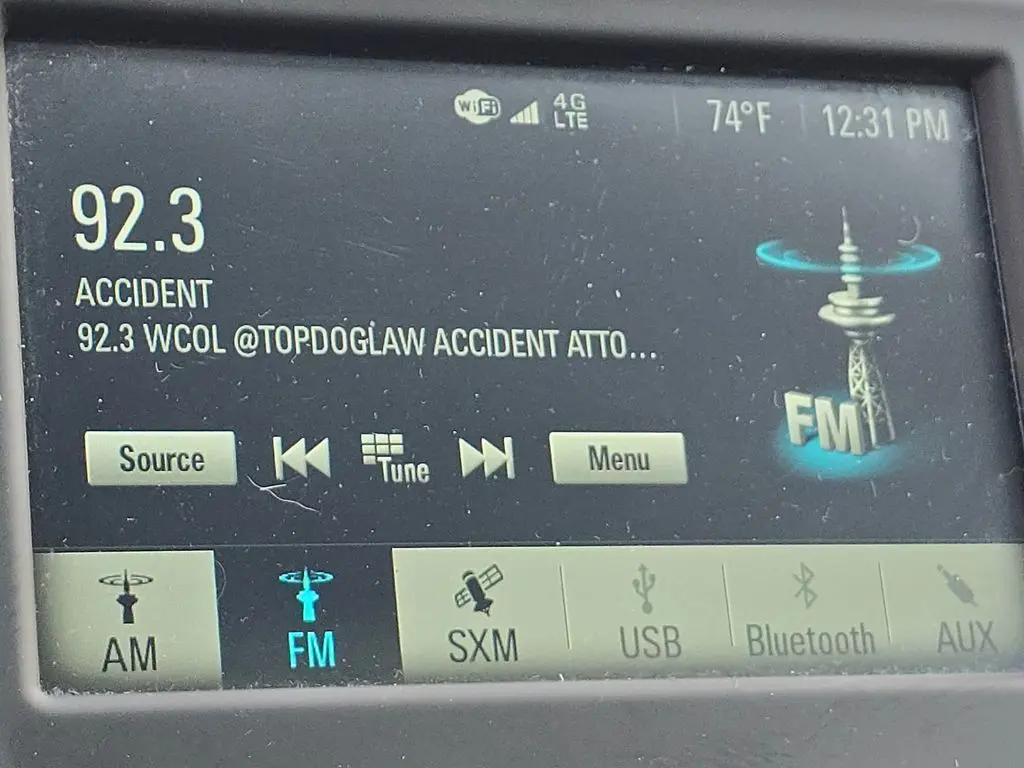 WiFi 4G LTE 74°F 12:31 PM
92.3
ACCIDENT
92.3 WCOL @TOPDOGLAW ACCIDENT ATTO...
FM
Source Tune Menu
AM FM SXM USB Bluetooth AUX